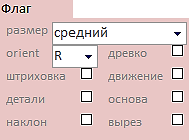 Флаг
размер средний
orient R древко
штриховка движение
детали основа
наклон вырез